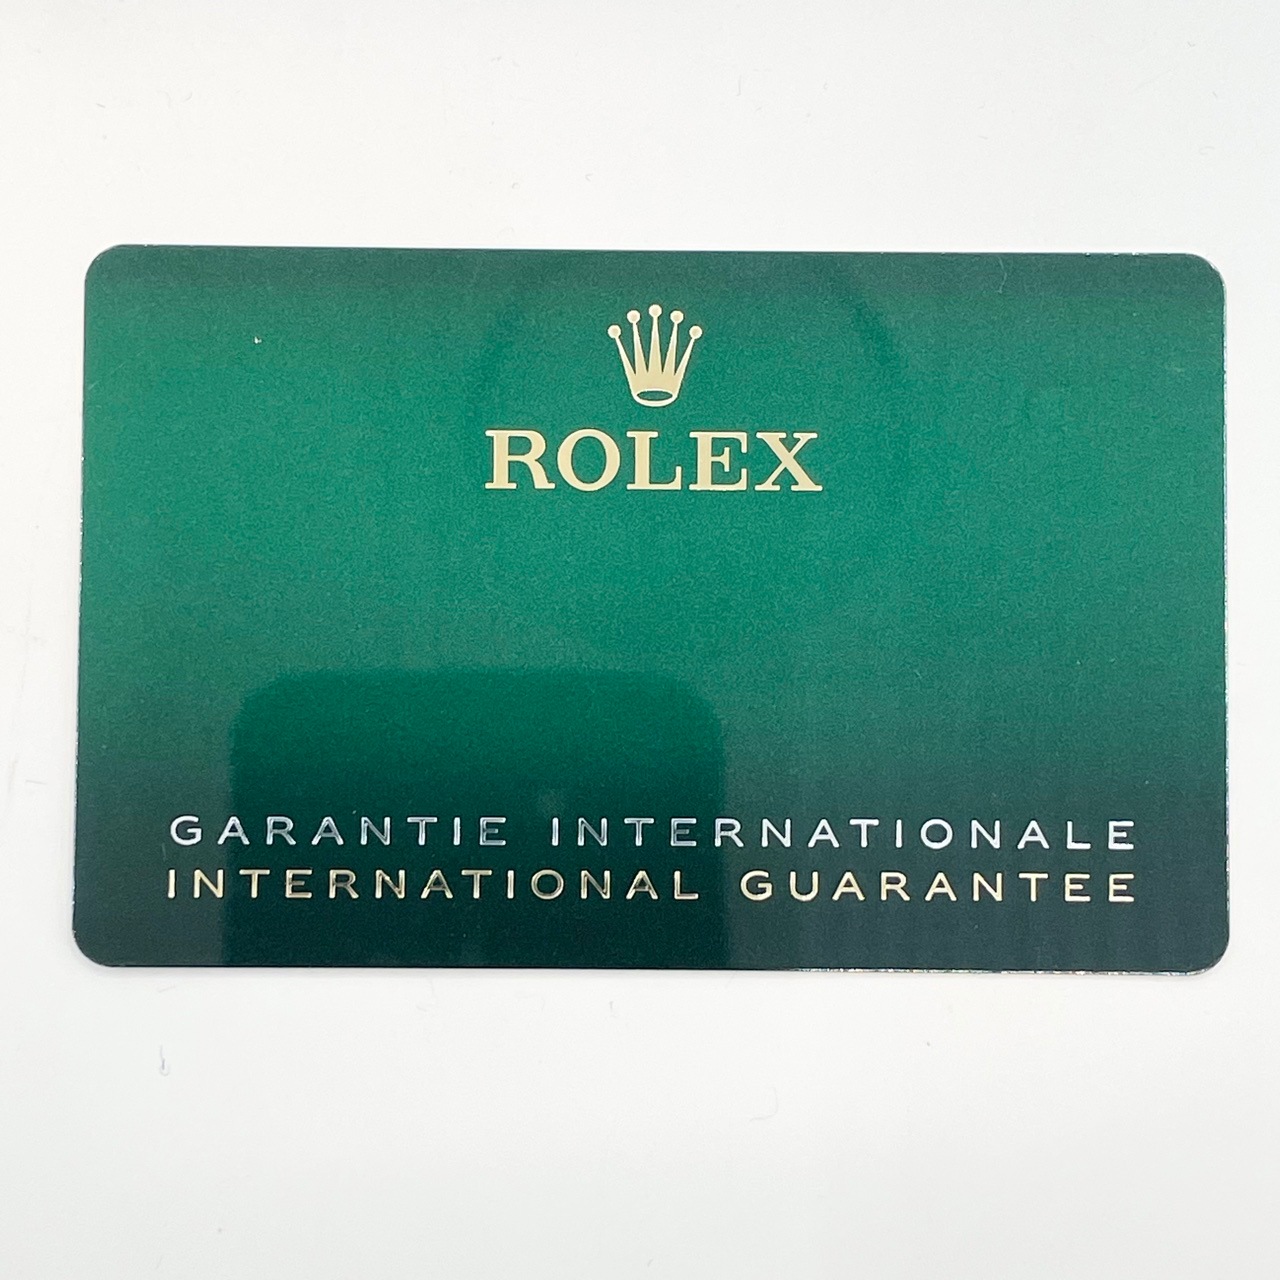 ROLEX
GARANTIE INTERNATIONALE
INTERNATIONAL GUARANTEE